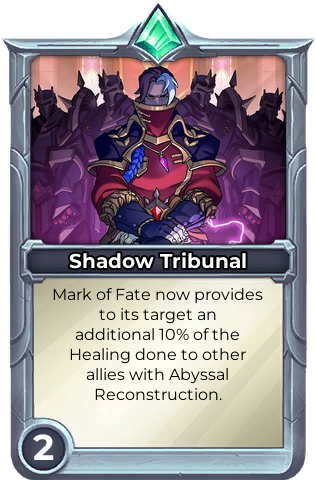 Shadow Tribunal
Mark of Fate now provides
to its target an
additional 10% of the
Healing done to other
allies with Abyssal
Reconstruction.
2